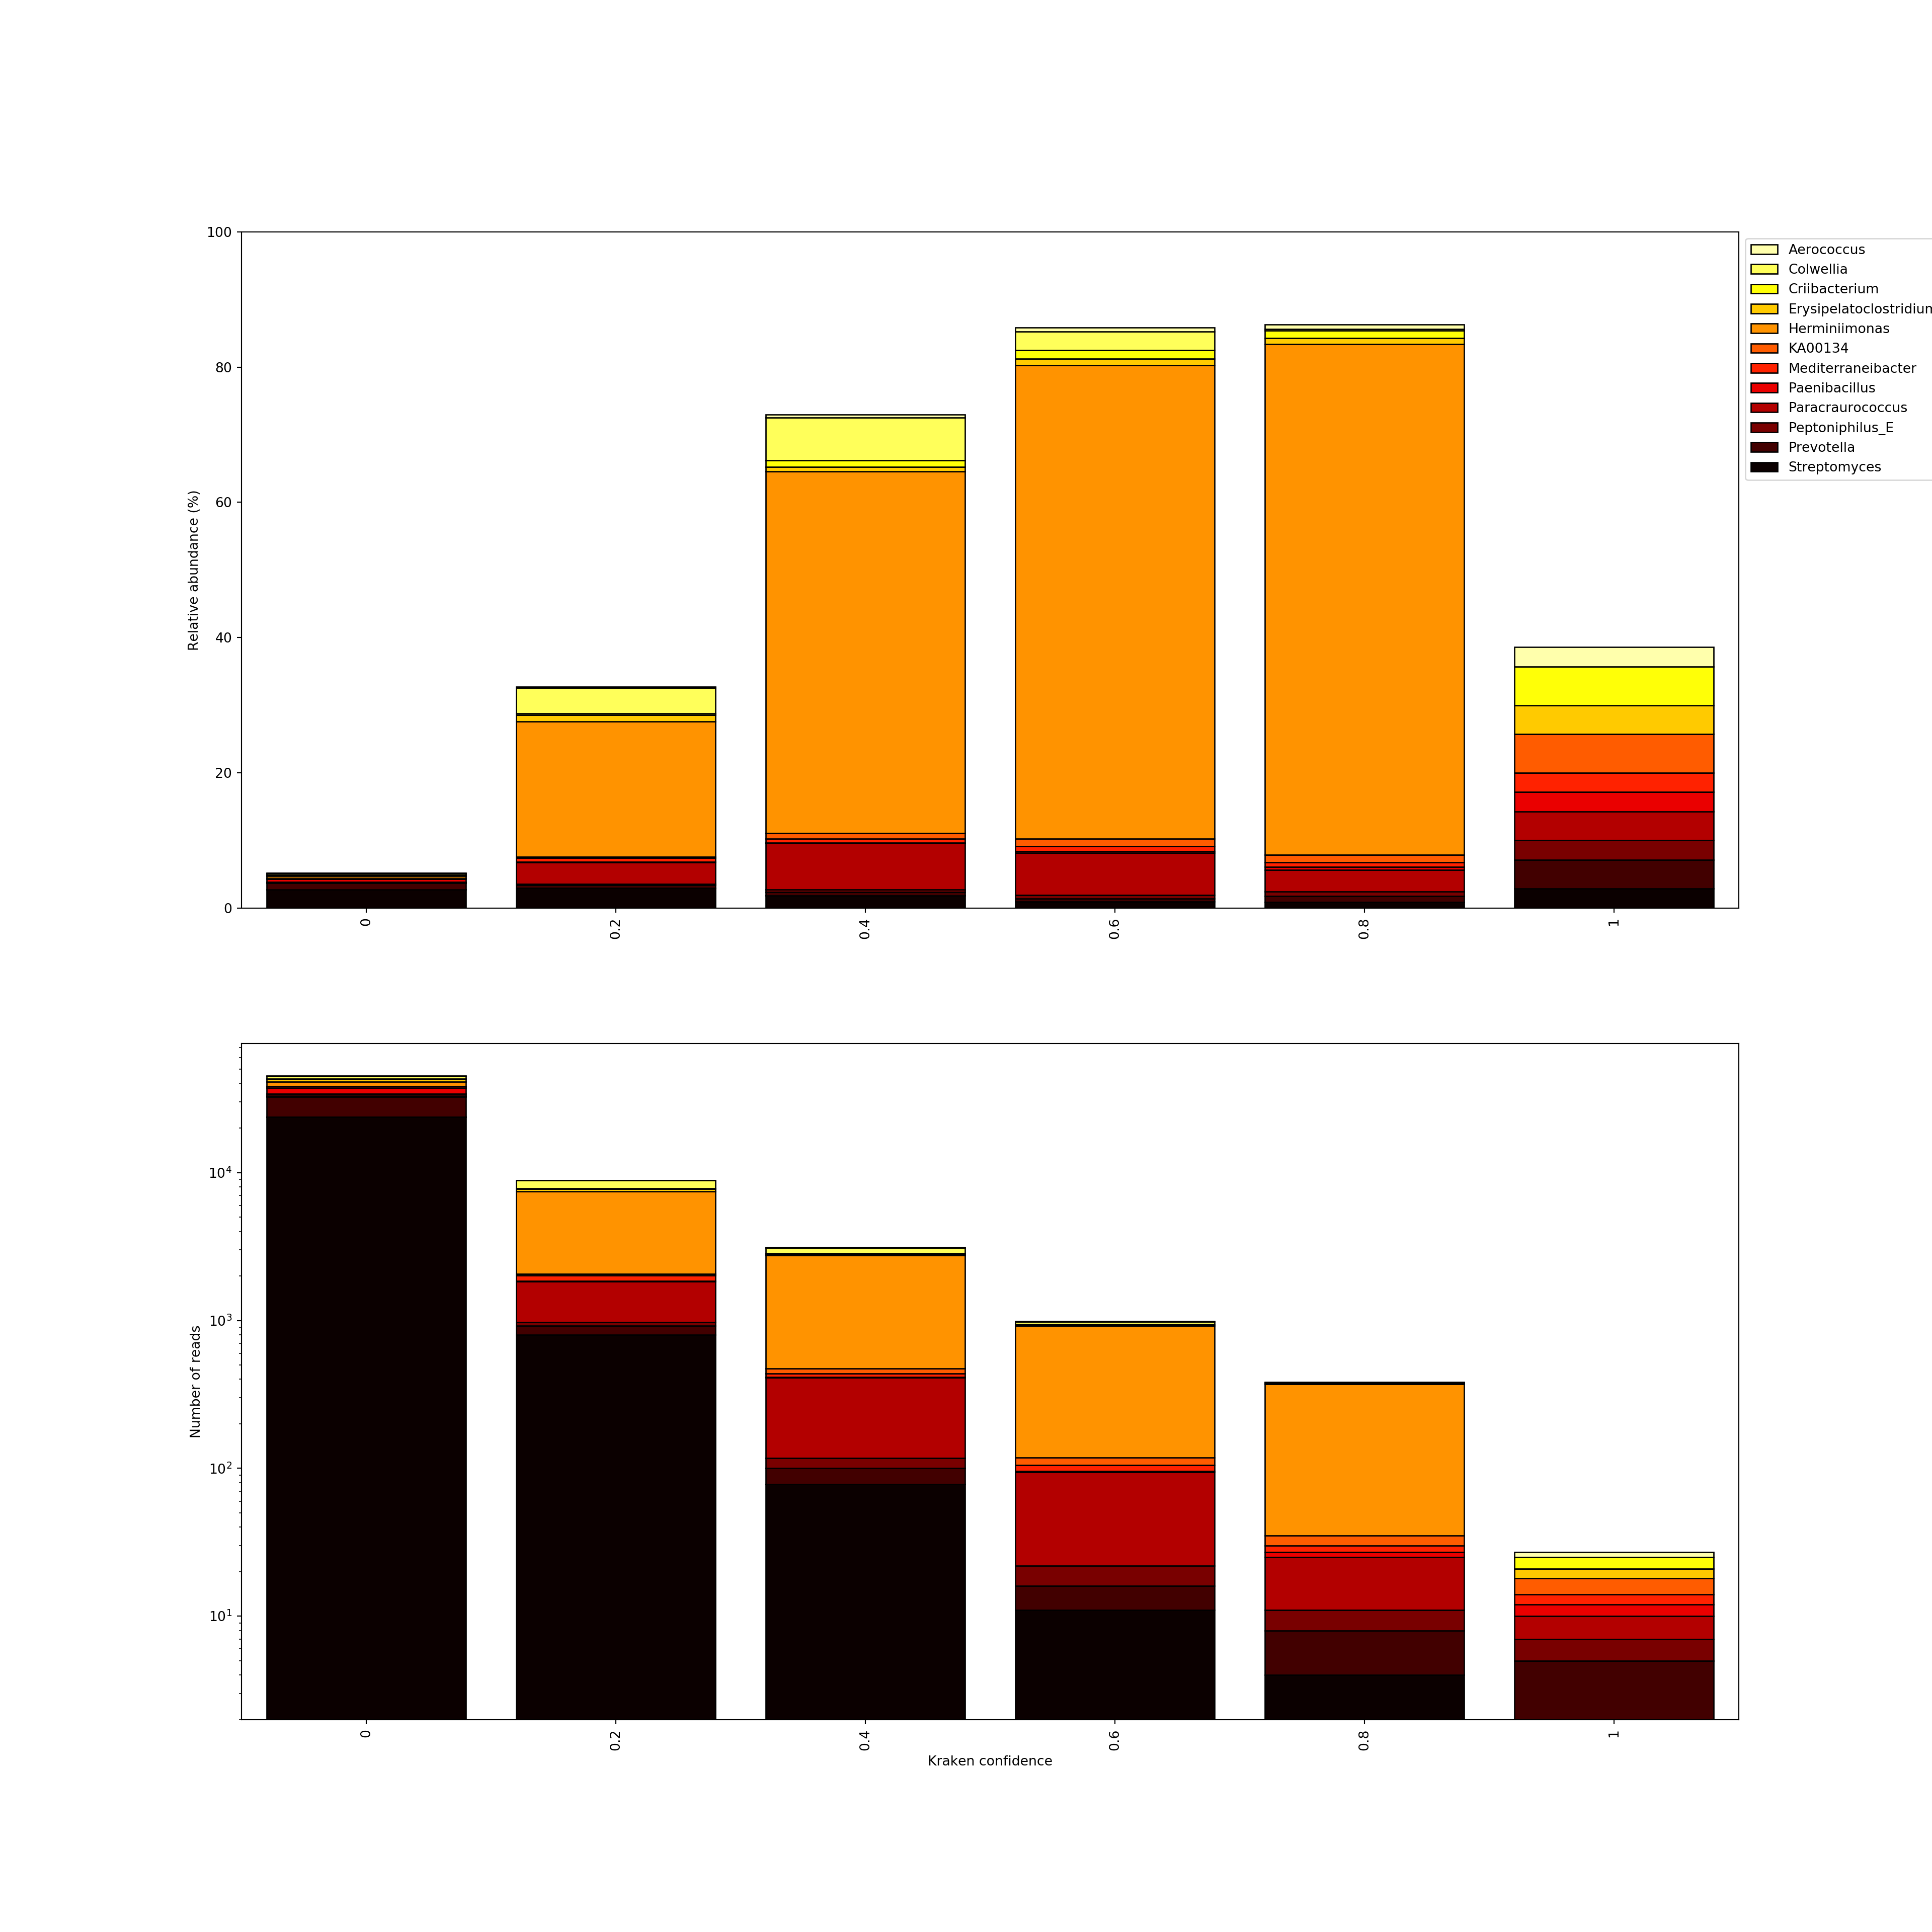 100
80
60
40
20
0
Relative abundance (%)
0
0.2
0.4
0.6
0.8
1
Aerococcus
Colwellia
Criibacterium
Erysipelatoclostridium
Herminiimonas
KA00134
Mediterraneibacter
Paenibacillus
Paracraurococcus
Peptoniphilus_E
Prevotella
Streptomyces
10⁴
10³
10²
10¹
Number of reads
0
0.2
0.4
0.6
0.8
1
Kraken confidence